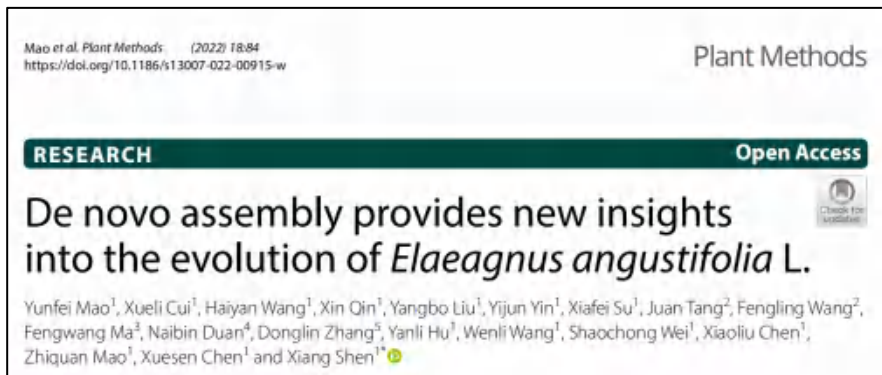 Mao et al. Plant Methods (2022) 18:84
https://doi.org/10.1186/s13007-022-00915-w
Plant Methods
RESEARCH
Open Access
Check for
updates
De novo assembly provides new insights
into the evolution of Elaeagnus angustifolia L.
Yunfei Mao¹, Xueli Cui¹, Haiyan Wang¹, Xin Qin¹, Yangbo Liu¹, Yijun Yin¹, Xiafei Su¹, Juan Tang², Fengling Wang²,
Fengwang Ma³, Naibin Duan⁴, Donglin Zhang⁵, Yanli Hu¹, Wenli Wang¹, Shaochong Wei¹, Xiaoliu Chen¹,
Zhiquan Mao¹, Xuesen Chen¹ and Xiang Shen¹*